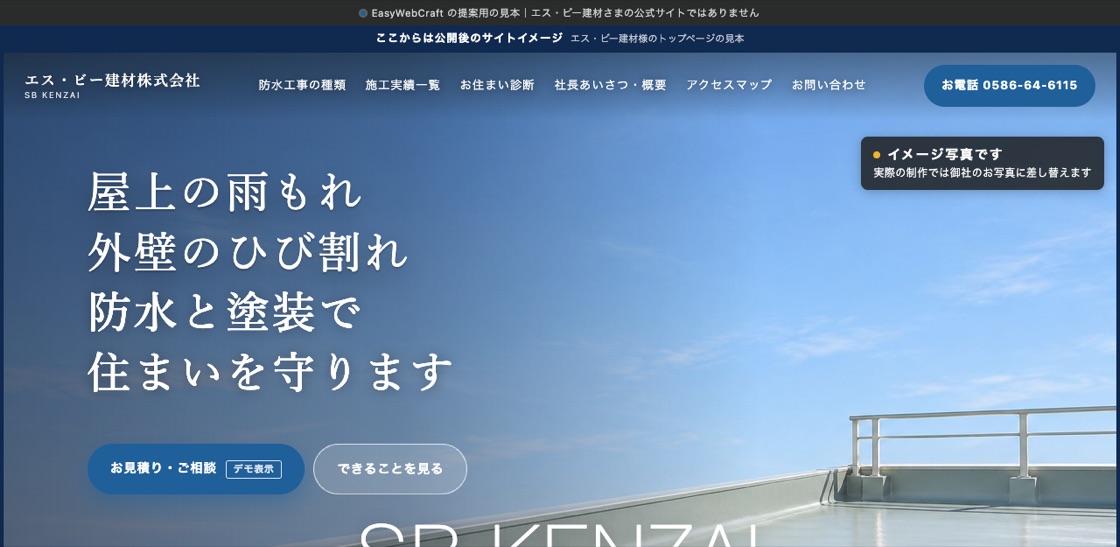 EasyWebCraft の提案用の見本｜エス・ビー建材さまの公式サイトではありません
ここからは公開後のサイトイメージ エス・ビー建材様のトップページの見本
エス・ビー建材株式会社
SB KENZAI
防水工事の種類 施工実績一覧 お住まい診断 社長あいさつ・概要 アクセスマップ お問い合わせ
お電話 0586-64-6115
イメージ写真です
実際の制作では御社のお写真に差し替えます
屋上の雨もれ
外壁のひび割れ
防水と塗装で
住まいを守ります
お見積り・ご相談 デモ表示
できることを見る
SB KENZAI